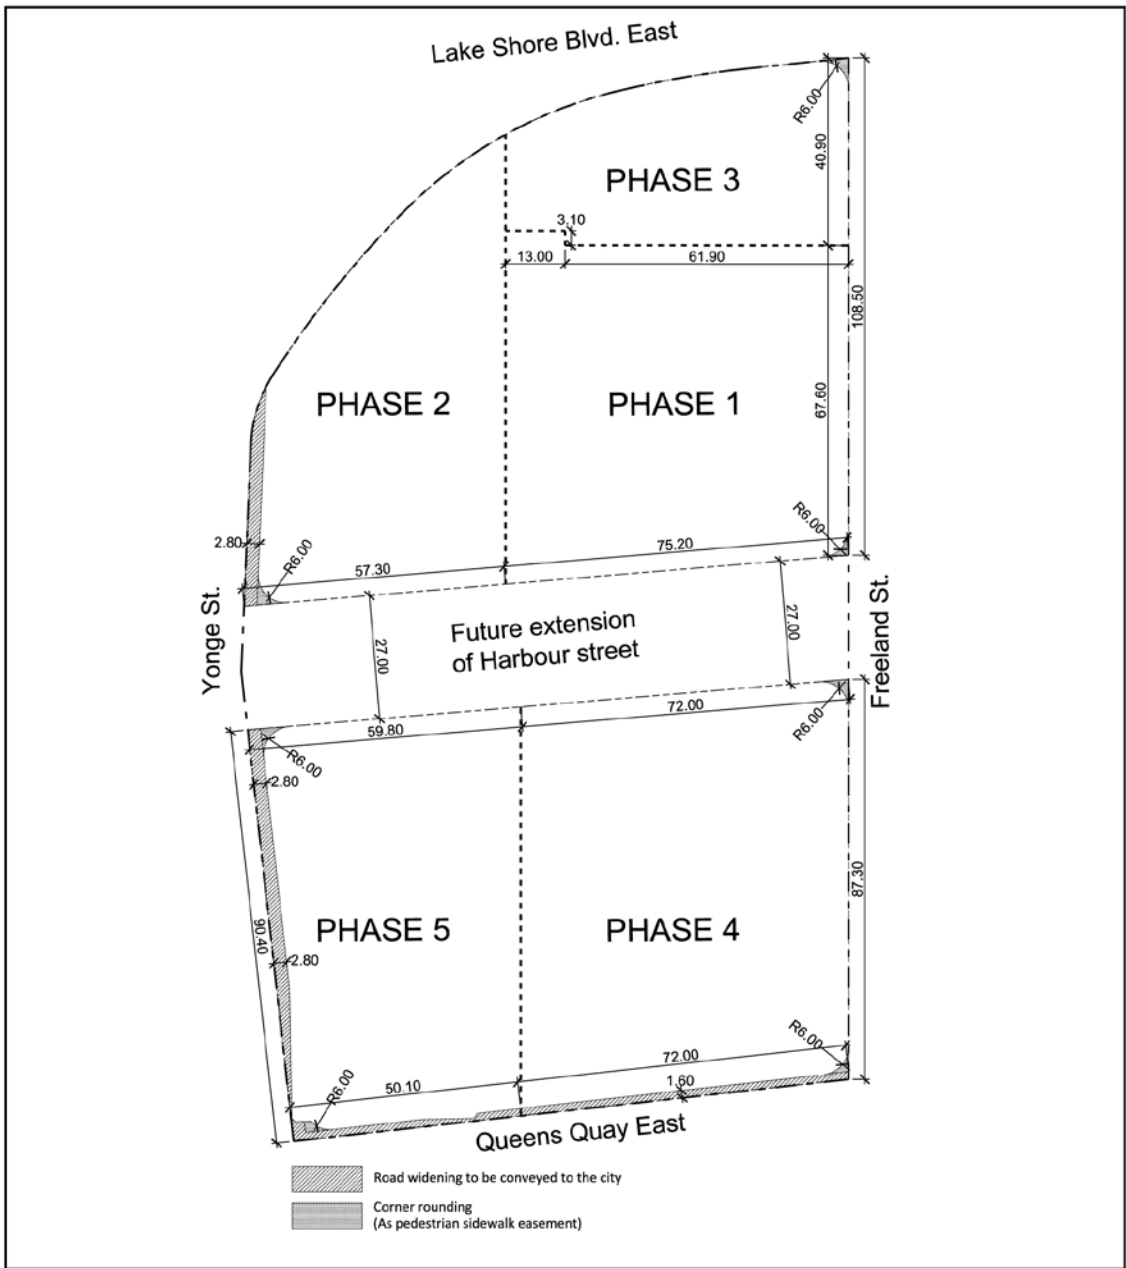 Lake Shore Blvd. East
R6.00
40.90
PHASE 3
3.10
13.00
61.90
108.50
PHASE 2
PHASE 1
67.60
R6.00
2.80
R6.00
57.30
75.20
Yonge St.
Future extension
of Harbour street
27.00
27.00
Freeland St.
59.80
72.00
R6.00
R6.00
2.80
90.40
87.30
PHASE 5
PHASE 4
2.80
R6.00
72.00
50.10
R6.00
1.60
Queens Quay East
Road widening to be conveyed to the city
Corner rounding
(As pedestrian sidewalk easement)